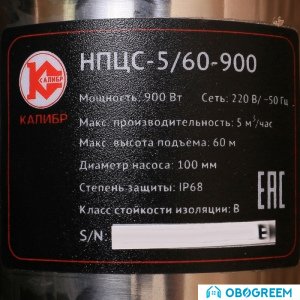 НПЦС-5/60-900
КАЛИБР
КАЛИБР
Мощность: 900 Вт Сеть: 220 В/ ~50 Гц
Макс. производительность: 5 м³/час
Макс. высота подъема: 60 м
Диаметр насоса: 100 мм
Степень защиты: IP68
Класс стойкости изоляции: B
S/N:
EAC
OBOGREEM